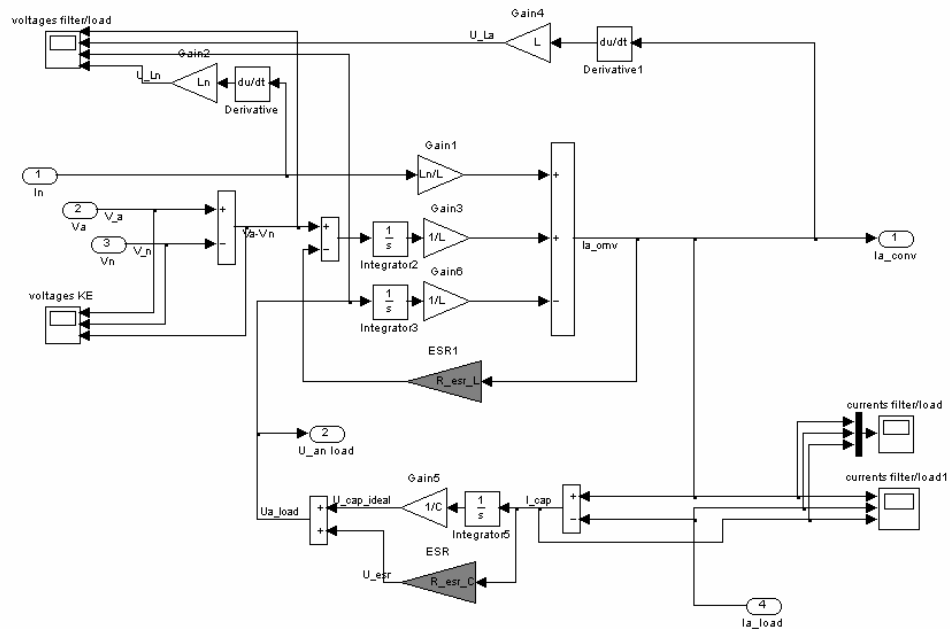 voltages filter/load
Gain4
U_La
L
du/dt
Derivative1
Gain2
U_Ln
Ln
du/dt
Derivative
Gain1
1
In
Ln/L
+
2
Va
V_a
+
3
Vn
V_n
−
Va-Vn
+
−
Gain3
1
s
Integrator2
1/L
+
Ia_omv
1
Ia_conv
Gain6
voltages KE
1
s
Integrator3
1/L
−
ESR1
R_esr_L
currents filter/load
2
U_an load
currents filter/load1
Gain5
U_cap_ideal
1/C
1
s
Integrator5
I_cap
+
−
Ua_load
+
+
ESR
U_esr
R_esr_C
4
Ia_load